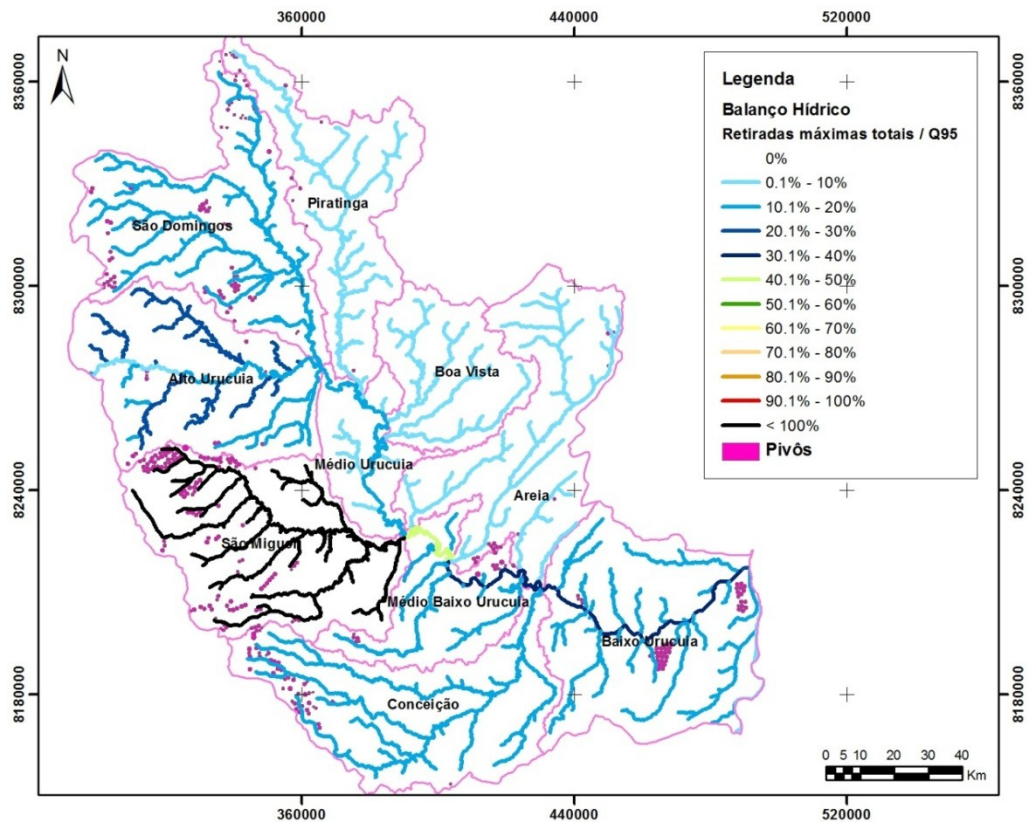 360000 440000 520000
N
8360000 8360000
Legenda
Balanço Hídrico
Retiradas máximas totais / Q95
0%
0.1% - 10%
10.1% - 20%
20.1% - 30%
30.1% - 40%
40.1% - 50%
50.1% - 60%
60.1% - 70%
70.1% - 80%
80.1% - 90%
90.1% - 100%
< 100%
Pivôs
Piratinga
São Domingos
8300000 8300000
Boa Vista
Alto Urucuia
Médio Urucuia
8240000 8240000
Areia
São Miguel
Médio Baixo Urucuia
Baixo Urucuia
Conceição
8180000 8180000
0 5 10 20 30 40
Km
360000 440000 520000